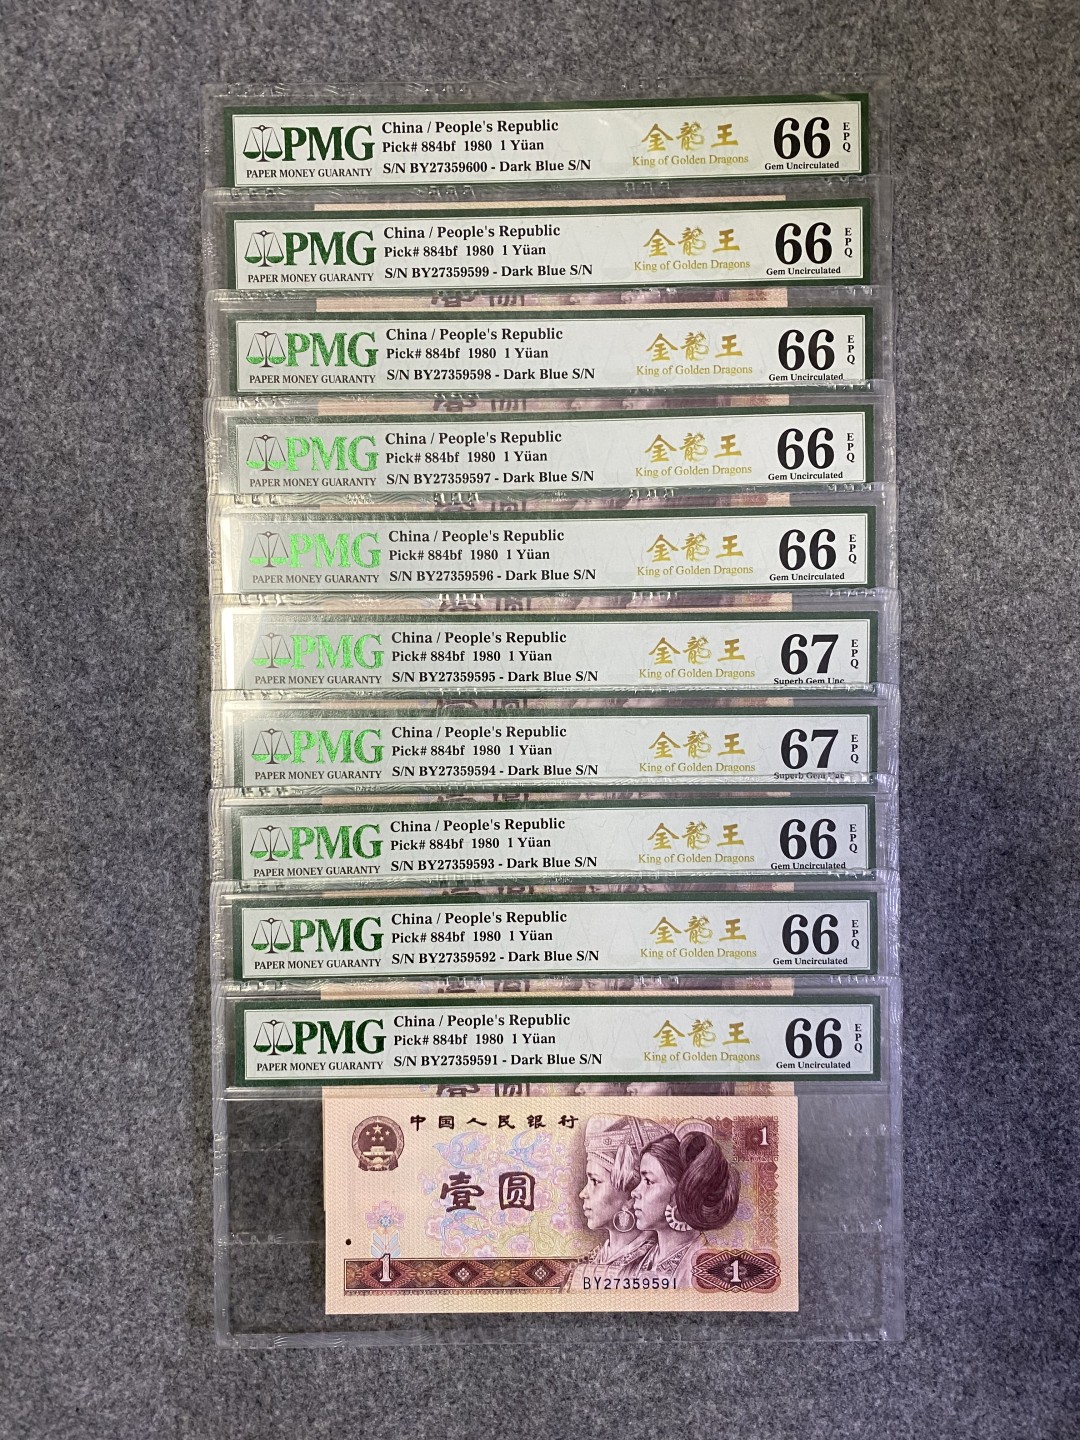 PMG
PAPER MONEY GUARANTY
China / People's Republic
Pick# 884bf 1980 1 Yüan
S/N BY27359600 - Dark Blue S/N
金龍王
King of Golden Dragons
66 EPQ
Gem Uncirculated
PMG
PAPER MONEY GUARANTY
China / People's Republic
Pick# 884bf 1980 1 Yüan
S/N BY27359599 - Dark Blue S/N
金龍王
King of Golden Dragons
66 EPQ
Gem Uncirculated
PMG
PAPER MONEY GUARANTY
China / People's Republic
Pick# 884bf 1980 1 Yüan
S/N BY27359598 - Dark Blue S/N
金龍王
King of Golden Dragons
66 EPQ
Gem Uncirculated
PMG
PAPER MONEY GUARANTY
China / People's Republic
Pick# 884bf 1980 1 Yüan
S/N BY27359597 - Dark Blue S/N
金龍王
King of Golden Dragons
66 EPQ
Gem Uncirculated
PMG
PAPER MONEY GUARANTY
China / People's Republic
Pick# 884bf 1980 1 Yüan
S/N BY27359596 - Dark Blue S/N
金龍王
King of Golden Dragons
66 EPQ
Gem Uncirculated
PMG
PAPER MONEY GUARANTY
China / People's Republic
Pick# 884bf 1980 1 Yüan
S/N BY27359595 - Dark Blue S/N
金龍王
King of Golden Dragons
67 EPQ
Superb Gem Unc
PMG
PAPER MONEY GUARANTY
China / People's Republic
Pick# 884bf 1980 1 Yüan
S/N BY27359594 - Dark Blue S/N
金龍王
King of Golden Dragons
67 EPQ
Superb Gem Unc
PMG
PAPER MONEY GUARANTY
China / People's Republic
Pick# 884bf 1980 1 Yüan
S/N BY27359593 - Dark Blue S/N
金龍王
King of Golden Dragons
66 EPQ
Gem Uncirculated
PMG
PAPER MONEY GUARANTY
China / People's Republic
Pick# 884bf 1980 1 Yüan
S/N BY27359592 - Dark Blue S/N
金龍王
King of Golden Dragons
66 EPQ
Gem Uncirculated
PMG
PAPER MONEY GUARANTY
China / People's Republic
Pick# 884bf 1980 1 Yüan
S/N BY27359591 - Dark Blue S/N
金龍王
King of Golden Dragons
66 EPQ
Gem Uncirculated
中国人民银行
1
壹圆
1
BY27359591
1